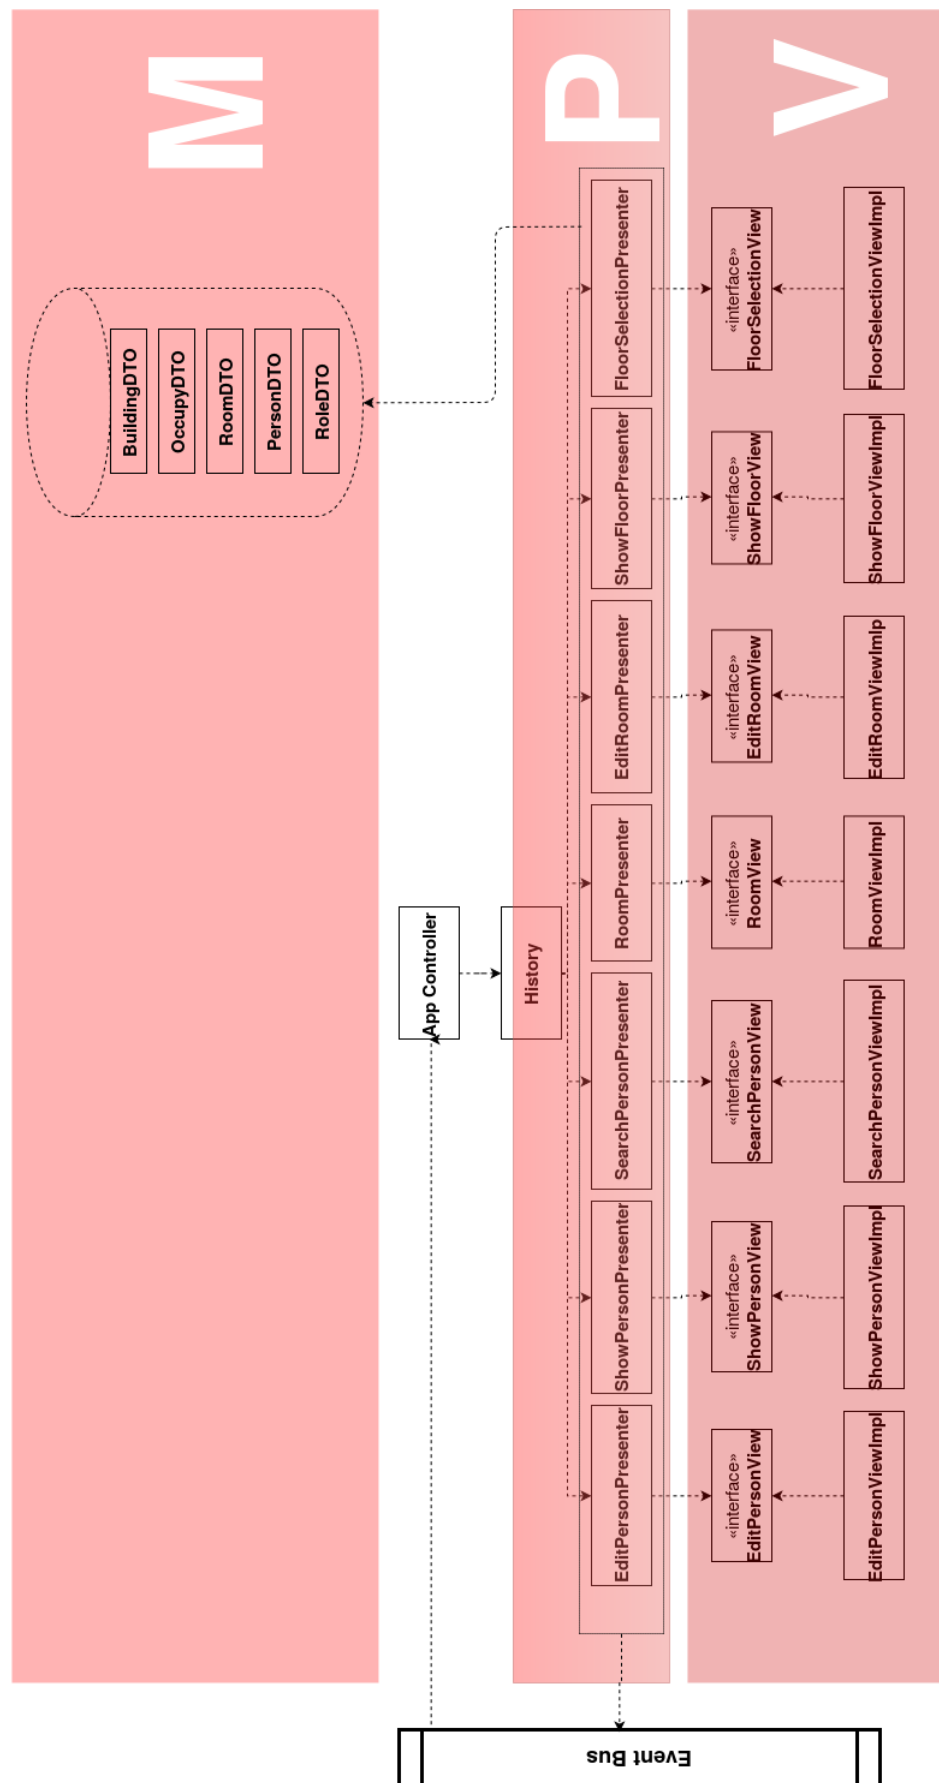 M
P
V
BuildingDTO
OccupyDTO
RoomDTO
PersonDTO
RoleDTO
App Controller
History
FloorSelectionPresenter
ShowFloorPresenter
EditRoomPresenter
RoomPresenter
SearchPersonPresenter
ShowPersonPresenter
EditPersonPresenter
«interface»
FloorSelectionView
«interface»
ShowFloorView
«interface»
EditRoomView
«interface»
RoomView
«interface»
SearchPersonView
«interface»
ShowPersonView
«interface»
EditPersonView
FloorSelectionViewImpl
ShowFloorViewImpl
EditRoomViewImlp
RoomViewImpl
SearchPersonViewImpl
ShowPersonViewImpl
EditPersonViewImpl
Event Bus